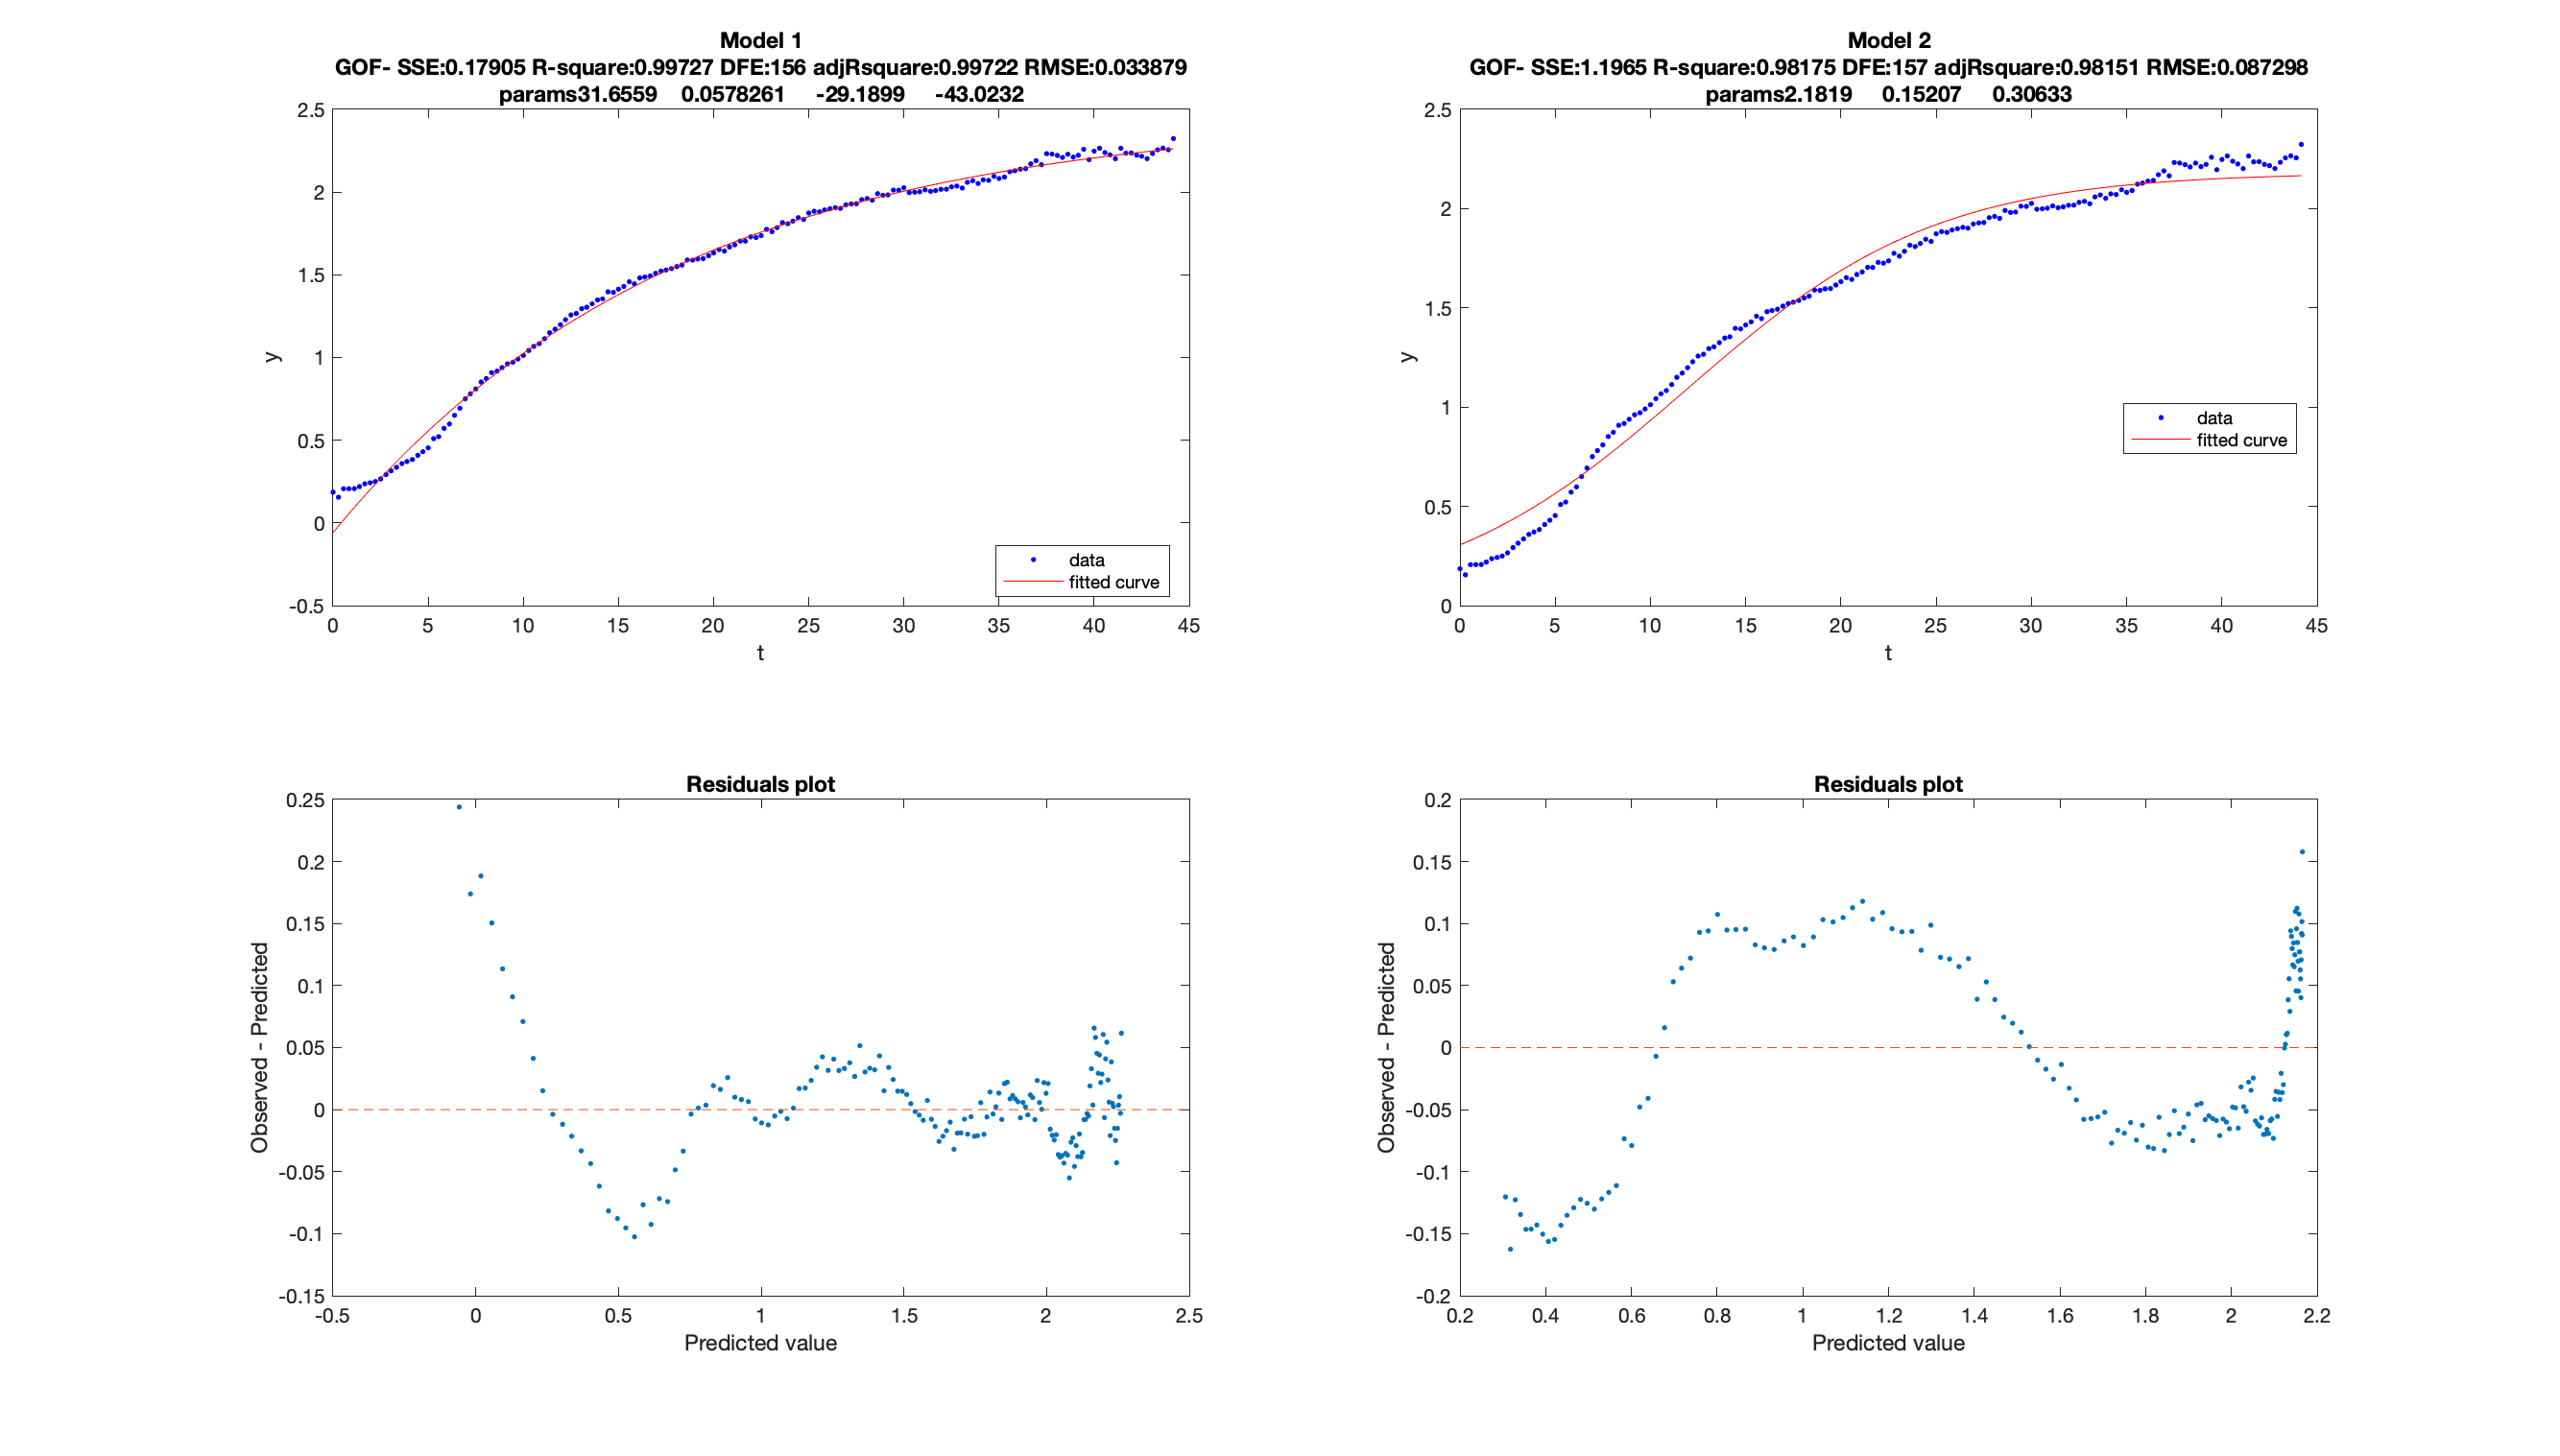 Model 1
GOF- SSE:0.17905 R-square:0.99727 DFE:156 adjRsquare:0.99722 RMSE:0.033879
params31.6559 0.0578261 -29.1899 -43.0232
2.5
2
1.5
1
0.5
0
-0.5
y
0 5 10 15 20 25 30 35 40 45
t
data
fitted curve
Model 2
GOF- SSE:1.1965 R-square:0.98175 DFE:157 adjRsquare:0.98151 RMSE:0.087298
params2.1819 0.15207 0.30633
2.5
2
1.5
1
0.5
0
y
0 5 10 15 20 25 30 35 40 45
t
data
fitted curve
Residuals plot
0.25
0.2
0.15
0.1
0.05
0
-0.05
-0.1
-0.15
Observed - Predicted
-0.5 0 0.5 1 1.5 2 2.5
Predicted value
Residuals plot
0.2
0.15
0.1
0.05
0
-0.05
-0.1
-0.15
-0.2
Observed - Predicted
0.2 0.4 0.6 0.8 1 1.2 1.4 1.6 1.8 2 2.2
Predicted value